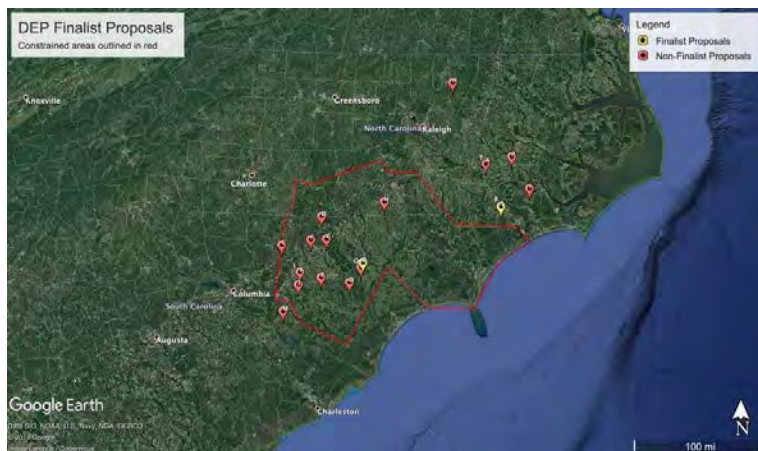 DEP Finalist Proposals
Constrained areas outlined in red
Legend
Finalist Proposals
Non-Finalist Proposals
Knoxville
Greensboro
North Carolina Raleigh
Charlotte
Columbia
South Carolina
Augusta
Charleston
Google Earth
100 mi
N